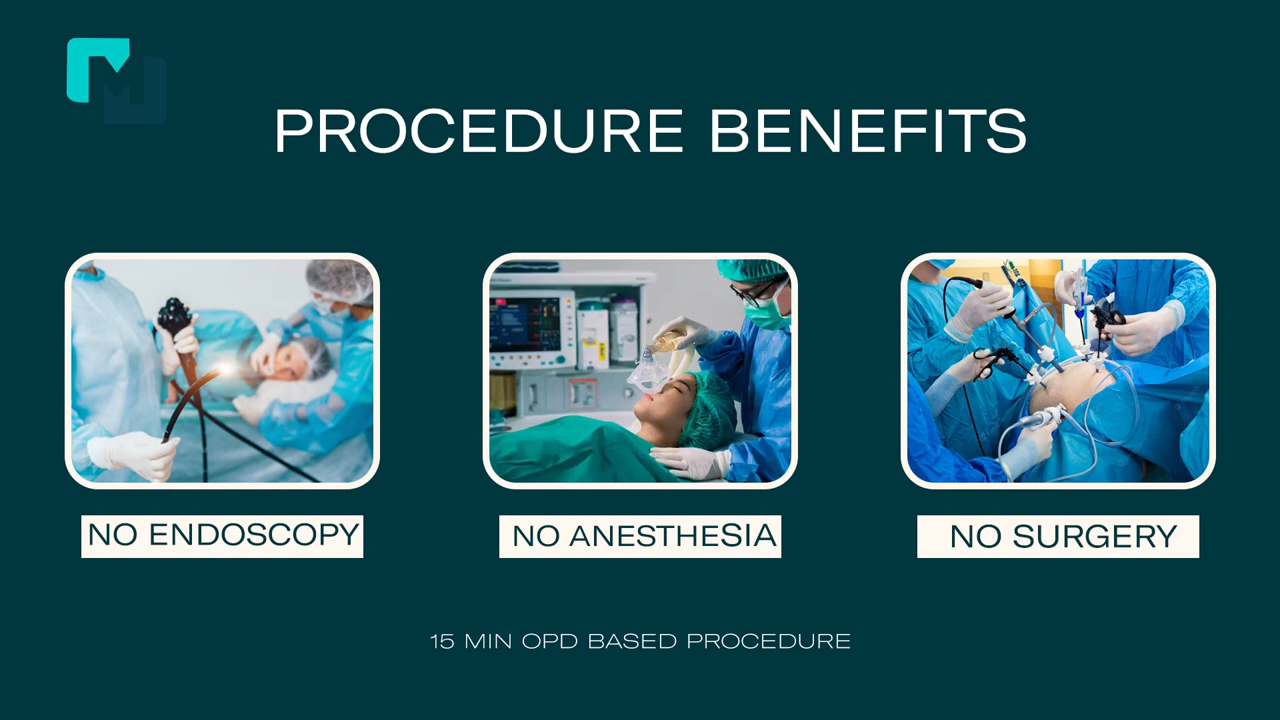 PROCEDURE BENEFITS
NO ENDOSCOPY
NO ANESTHESIA
NO SURGERY
15 MIN OPD BASED PROCEDURE